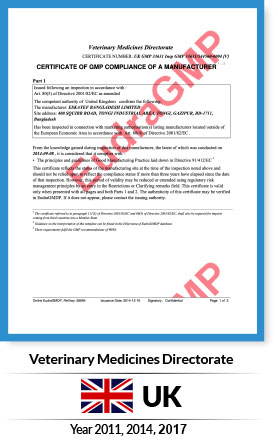 Veterinary Medicines Directorate
CERTIFICATE NUMBER: UK GMP 15431 Insp GMP
CERTIFICATE OF GMP COMPLIANCE OF A MANUFACTURER
Part 1
Issued following an inspection in accordance with :
Art. 80(5) of Directive 2001/82/EC as amended
The competent authority of United Kingdom confirms the following:
The manufacturer: ESKAYEF BANGLADESH LIMITED
Site address: 400 SQUIBB ROAD, TONGI INDUSTRIAL AREA, TONGI, GAZIPUR, BD-1711,
Bangladesh
Has been inspected in connection with marketing authorisation(s) listing manufacturers located outside of
the European Economic Area in accordance with Art. 80(4) of Directive 2001/82/EC .
From the knowledge gained during inspection of this manufacturer, the latest of which was conducted on
2014-09-08 , it is considered that it complies with :
• The principles and guidelines of Good Manufacturing Practice laid down in Directive 91/412/EEC
This certificate reflects the status of the manufacturing site at the time of the inspection noted above and
should not be relied upon to reflect the compliance status if more than three years have elapsed since the date
of that inspection. However, this period of validity may be reduced or extended using regulatory risk
management principles by an entry in the Restrictions or Clarifying remarks field. This certificate is valid
only when presented with all pages and both Parts 1 and 2. The authenticity of this certificate may be verified
in EudraGMDP. If it does not appear, please contact the issuing authority.
Online EudraGMDP, Ref key: Issuance Date: 2014-12-10 Signatory : Confidential Page 1 of 2
EudraGMP
Veterinary Medicines Directorate
UK
Year 2011, 2014, 2017